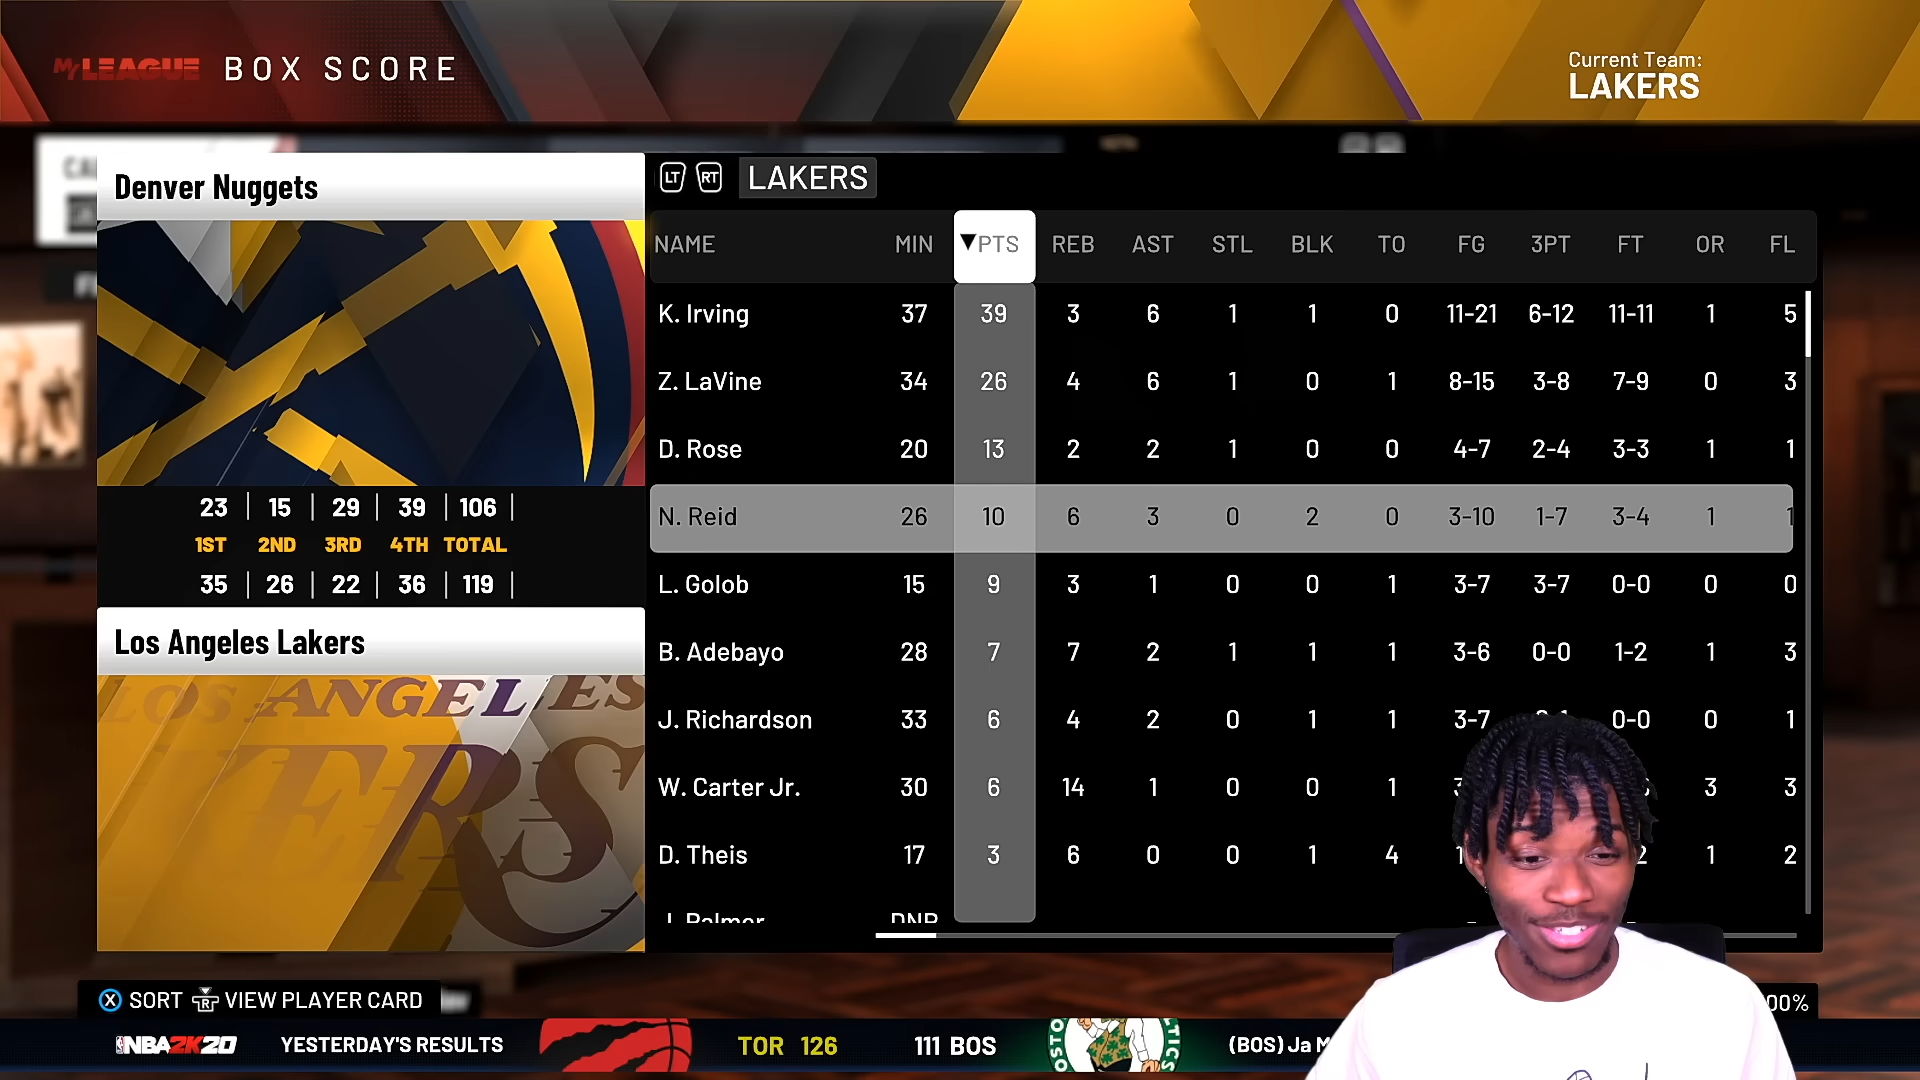 MyLEAGUE BOX SCORE
Current Team:
LAKERS
Denver Nuggets
23 | 15 | 29 | 39 | 106 |
1ST 2ND 3RD 4TH TOTAL
35 | 26 | 22 | 36 | 119 |
Los Angeles Lakers
LOS ANGELES
LT RT LAKERS
NAME MIN ▼PTS REB AST STL BLK TO FG 3PT FT OR FL
K. Irving 37 39 3 6 1 1 0 11-21 6-12 11-11 1 5
Z. LaVine 34 26 4 6 1 0 1 8-15 3-8 7-9 0 3
D. Rose 20 13 2 2 1 0 0 4-7 2-4 3-3 1 1
N. Reid 26 10 6 3 0 2 0 3-10 1-7 3-4 1 1
L. Golob 15 9 3 1 0 0 1 3-7 3-7 0-0 0 0
B. Adebayo 28 7 7 2 1 1 1 3-6 0-0 1-2 1 3
J. Richardson 33 6 4 2 0 1 1 3-7 0-0 0 1
W. Carter Jr. 30 6 14 1 0 0 1 3 3
D. Theis 17 3 6 0 0 1 4 1 2
DNP
X SORT R VIEW PLAYER CARD
NBA2K20 YESTERDAY'S RESULTS TOR 126 111 BOS (BOS) Ja